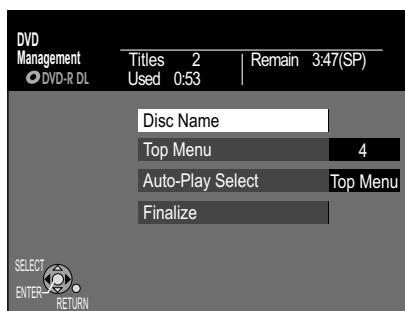 DVD
Management
DVD-R DL
Titles 2
Used 0:53
Remain 3:47(SP)
Disc Name
Top Menu 4
Auto-Play Select Top Menu
Finalize
SELECT
ENTER
RETURN